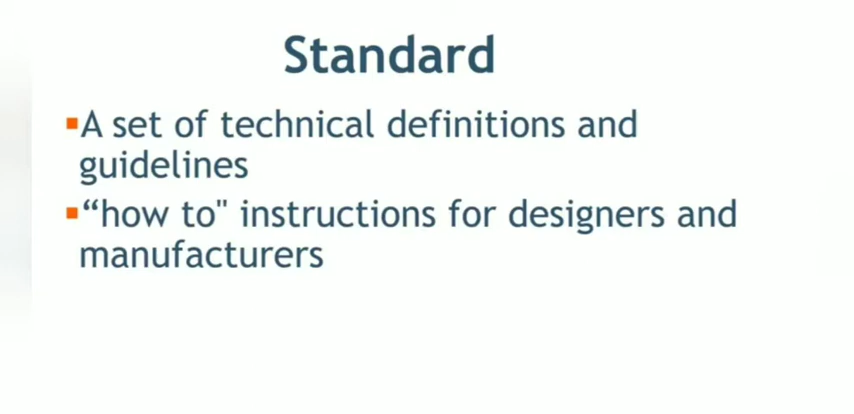 Standard
▪A set of technical definitions and
guidelines
▪“how to" instructions for designers and
manufacturers